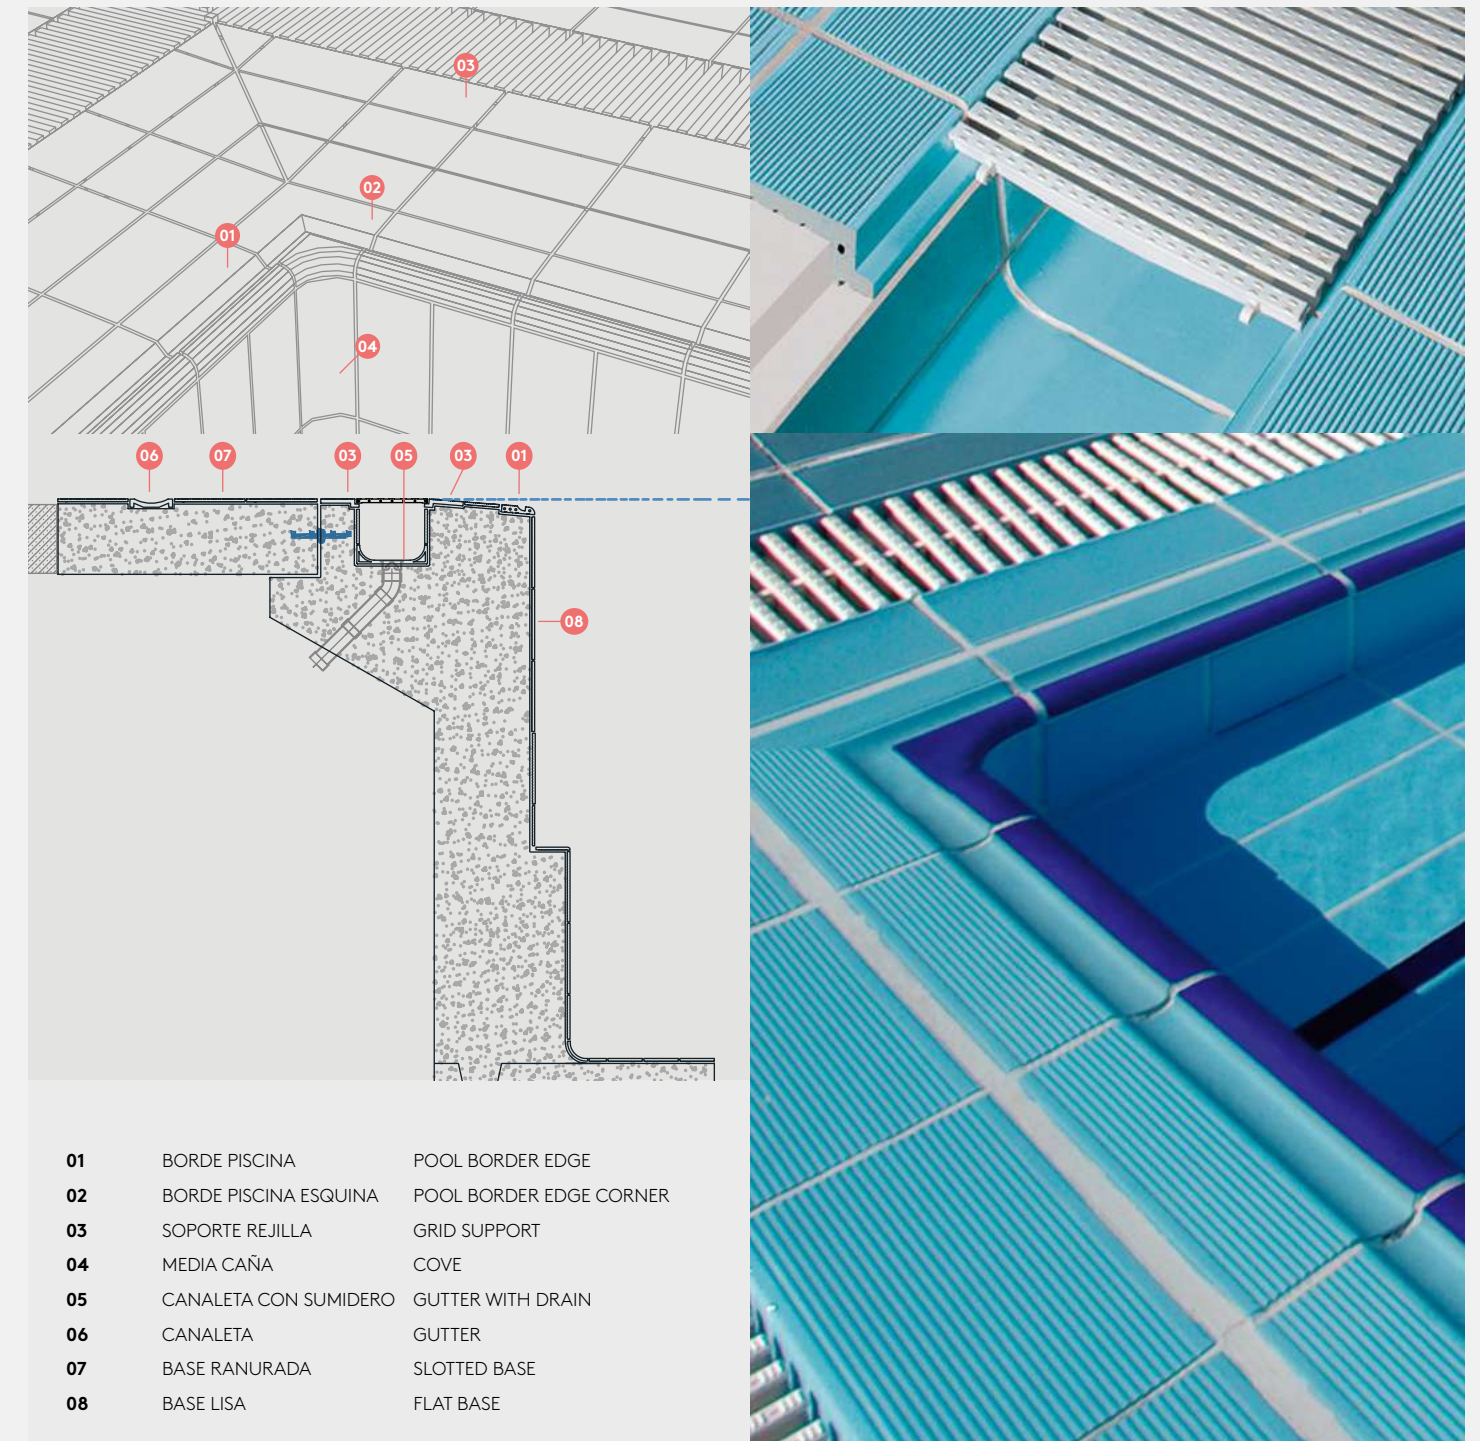 03
02
01
04
06 07 03 05 03 01
08
01 BORDE PISCINA POOL BORDER EDGE
02 BORDE PISCINA ESQUINA POOL BORDER EDGE CORNER
03 SOPORTE REJILLA GRID SUPPORT
04 MEDIA CAÑA COVE
05 CANALETA CON SUMIDERO GUTTER WITH DRAIN
06 CANALETA GUTTER
07 BASE RANURADA SLOTTED BASE
08 BASE LISA FLAT BASE